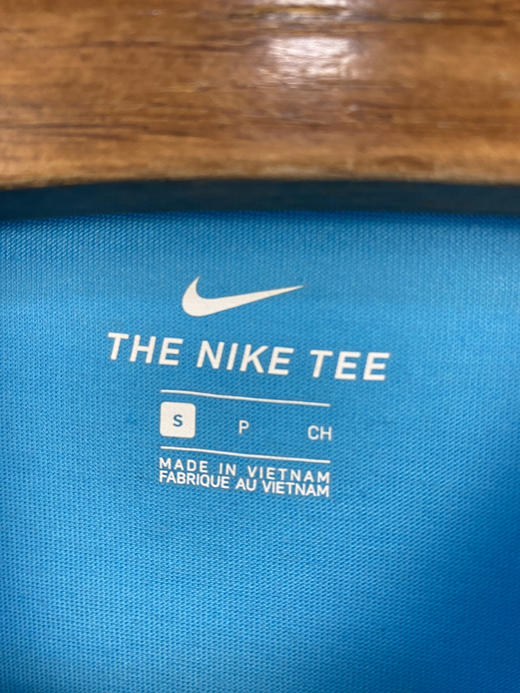 THE NIKE TEE
S P CH
MADE IN VIETNAM
FABRIQUE AU VIETNAM